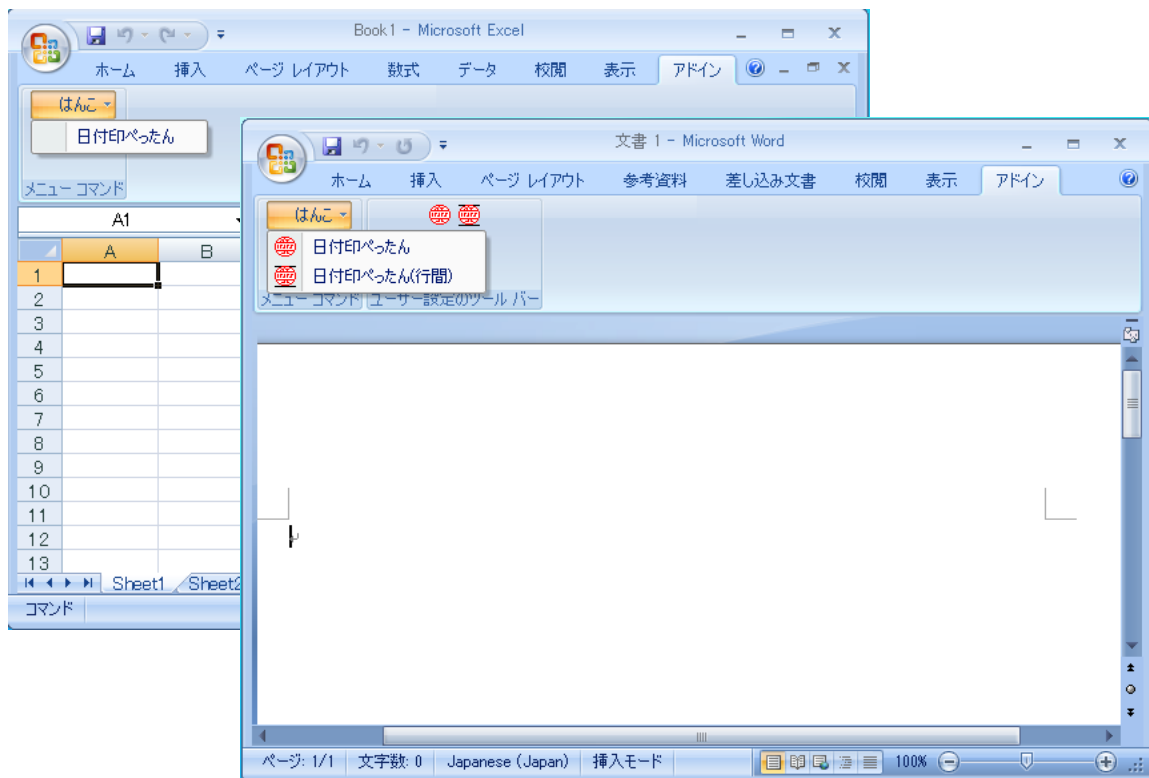 Book1 - Microsoft Excel
ホーム 挿入 ページ レイアウト 数式 データ 校閲 表示 アドイン
はんこ
日付印ぺったん
メニュー コマンド
A1
A B
1
2
3
4
5
6
7
8
9
10
11
12
13
Sheet1 Sheet2
コマンド
文書 1 - Microsoft Word
ホーム 挿入 ページ レイアウト 参考資料 差し込み文書 校閲 表示 アドイン
はんこ
日付印ぺったん
日付印ぺったん(行間)
メニュー コマンド ユーザー設定のツール バー
ページ: 1/1 文字数: 0 Japanese (Japan) 挿入モード 100%